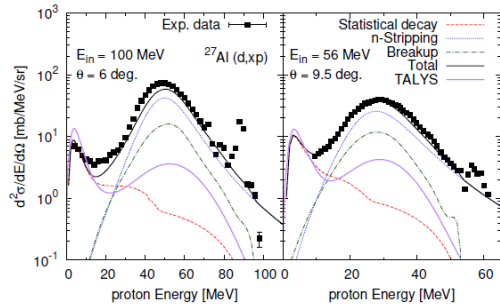 Exp. data
²⁷Al (d,xp)
E_in = 100 MeV
θ = 6 deg.
Statistical decay
n-Stripping
Breakup
Total
TALYS
E_in = 56 MeV
θ = 9.5 deg.
d²σ/dE/dΩ [mb/MeV/sr]
10³
10²
10¹
10⁰
10⁻¹
0 20 40 60 80 100
0 20 40 60
proton Energy [MeV]
proton Energy [MeV]